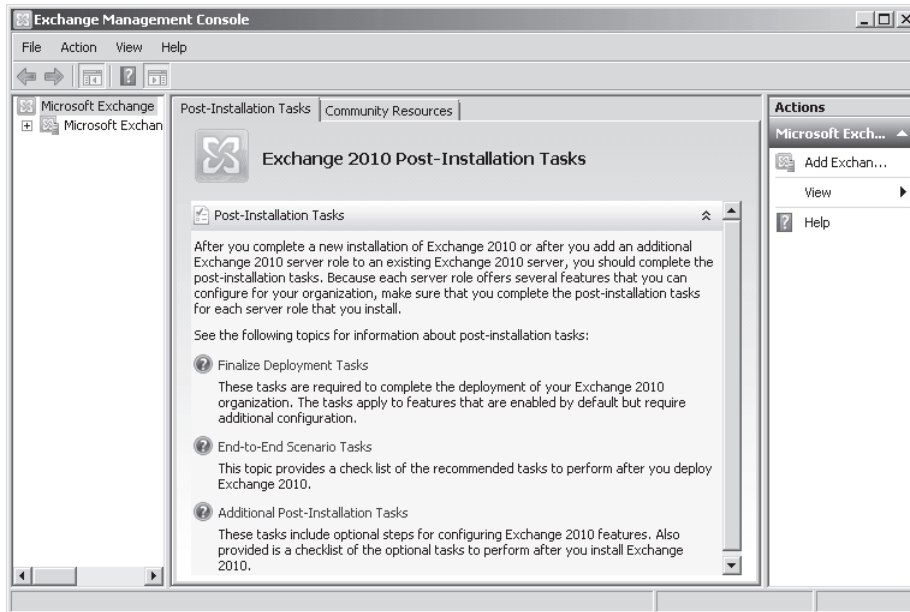 Exchange Management Console
File Action View Help
Microsoft Exchange
Microsoft Exchan
Post-Installation Tasks
Community Resources
Exchange 2010 Post-Installation Tasks
Post-Installation Tasks
After you complete a new installation of Exchange 2010 or after you add an additional
Exchange 2010 server role to an existing Exchange 2010 server, you should complete the
post-installation tasks. Because each server role offers several features that you can
configure for your organization, make sure that you complete the post-installation tasks
for each server role that you install.
See the following topics for information about post-installation tasks:
Finalize Deployment Tasks
These tasks are required to complete the deployment of your Exchange 2010
organization. The tasks apply to features that are enabled by default but require
additional configuration.
End-to-End Scenario Tasks
This topic provides a check list of the recommended tasks to perform after you deploy
Exchange 2010.
Additional Post-Installation Tasks
These tasks include optional steps for configuring Exchange 2010 features. Also
provided is a checklist of the optional tasks to perform after you install Exchange
2010.
Actions
Microsoft Exch...
Add Exchan...
View
Help